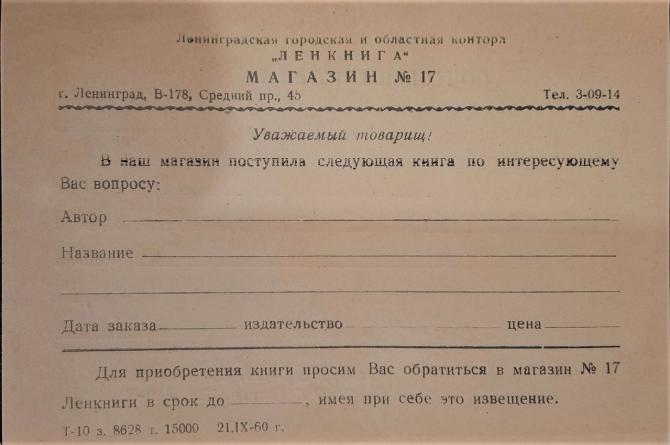 Ленинградская городская и областная контора
„ЛЕНКНИГА“
МАГАЗИН № 17
г. Ленинград, В-178, Средний пр., 45 Тел. 3-09-14
Уважаемый товарищ!
В наш магазин поступила следующая книга по интересующему
Вас вопросу:
Автор
Название
Дата заказа издательство цена
Для приобретения книги просим Вас обратиться в магазин № 17
Ленкниги в срок до , имея при себе это извещение.
Т-10 з. 8628 т. 15000 21.IX-60 г.